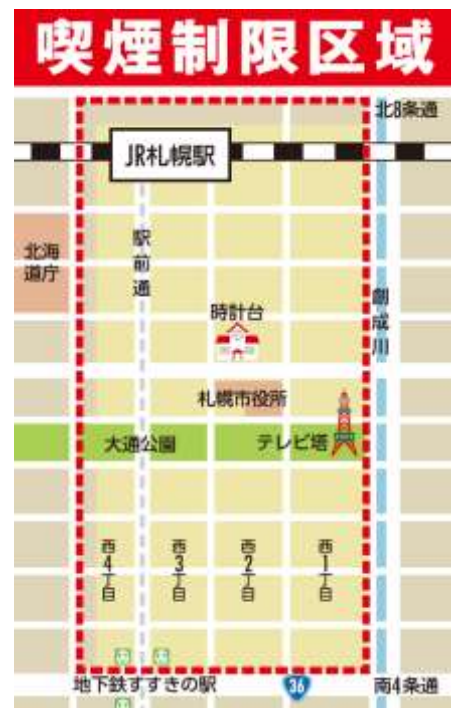 喫煙制限区域
北8条通
JR札幌駅
北海
道庁
駅前通
時計台
創成川
札幌市役所
大通公園
テレビ塔
西4丁目
西3丁目
西2丁目
西1丁目
地下鉄すすきの駅
36
南4条通